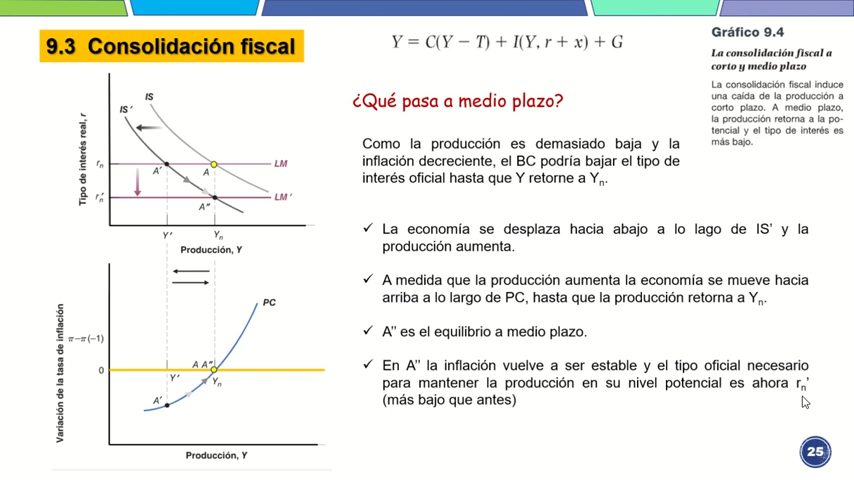 9.3 Consolidación fiscal
Y = C(Y − T) + I(Y, r + x) + G
Gráfico 9.4
La consolidación fiscal a
corto y medio plazo
La consolidación fiscal induce
una caída de la producción a
corto plazo. A medio plazo,
la producción retorna a la po-
tencial y el tipo de interés es
más bajo.
¿Qué pasa a medio plazo?
Como la producción es demasiado baja y la
inflación decreciente, el BC podría bajar el tipo de
interés oficial hasta que Y retorne a Yn.
✓ La economía se desplaza hacia abajo a lo lago de IS' y la
producción aumenta.
✓ A medida que la producción aumenta la economía se mueve hacia
arriba a lo largo de PC, hasta que la producción retorna a Yn.
✓ A'' es el equilibrio a medio plazo.
✓ En A'' la inflación vuelve a ser estable y el tipo oficial necesario
para mantener la producción en su nivel potencial es ahora rn'
(más bajo que antes)
Tipo de interés real, r
IS
IS'
rn
A'
A
LM
r'n
A''
LM'
Y'
Yn
Producción, Y
Variación de la tasa de inflación
PC
π−π(−1)
0
A A''
Y'
Yn
A'
Producción, Y
25